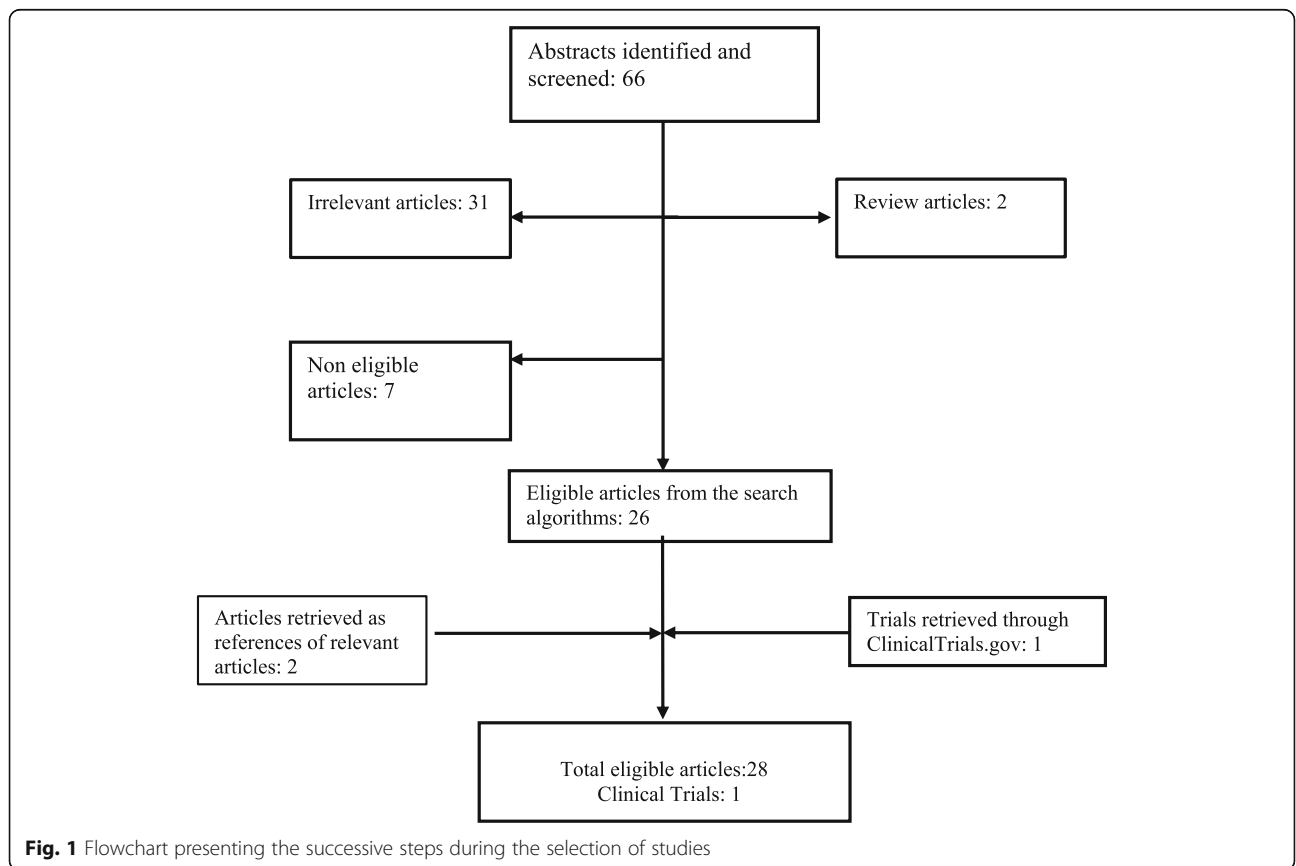 Abstracts identified and
screened: 66
Irrelevant articles: 31
Review articles: 2
Non eligible
articles: 7
Eligible articles from the search
algorithms: 26
Articles retrieved as
references of relevant
articles: 2
Trials retrieved through
ClinicalTrials.gov: 1
Total eligible articles:28
Clinical Trials: 1
Fig. 1 Flowchart presenting the successive steps during the selection of studies